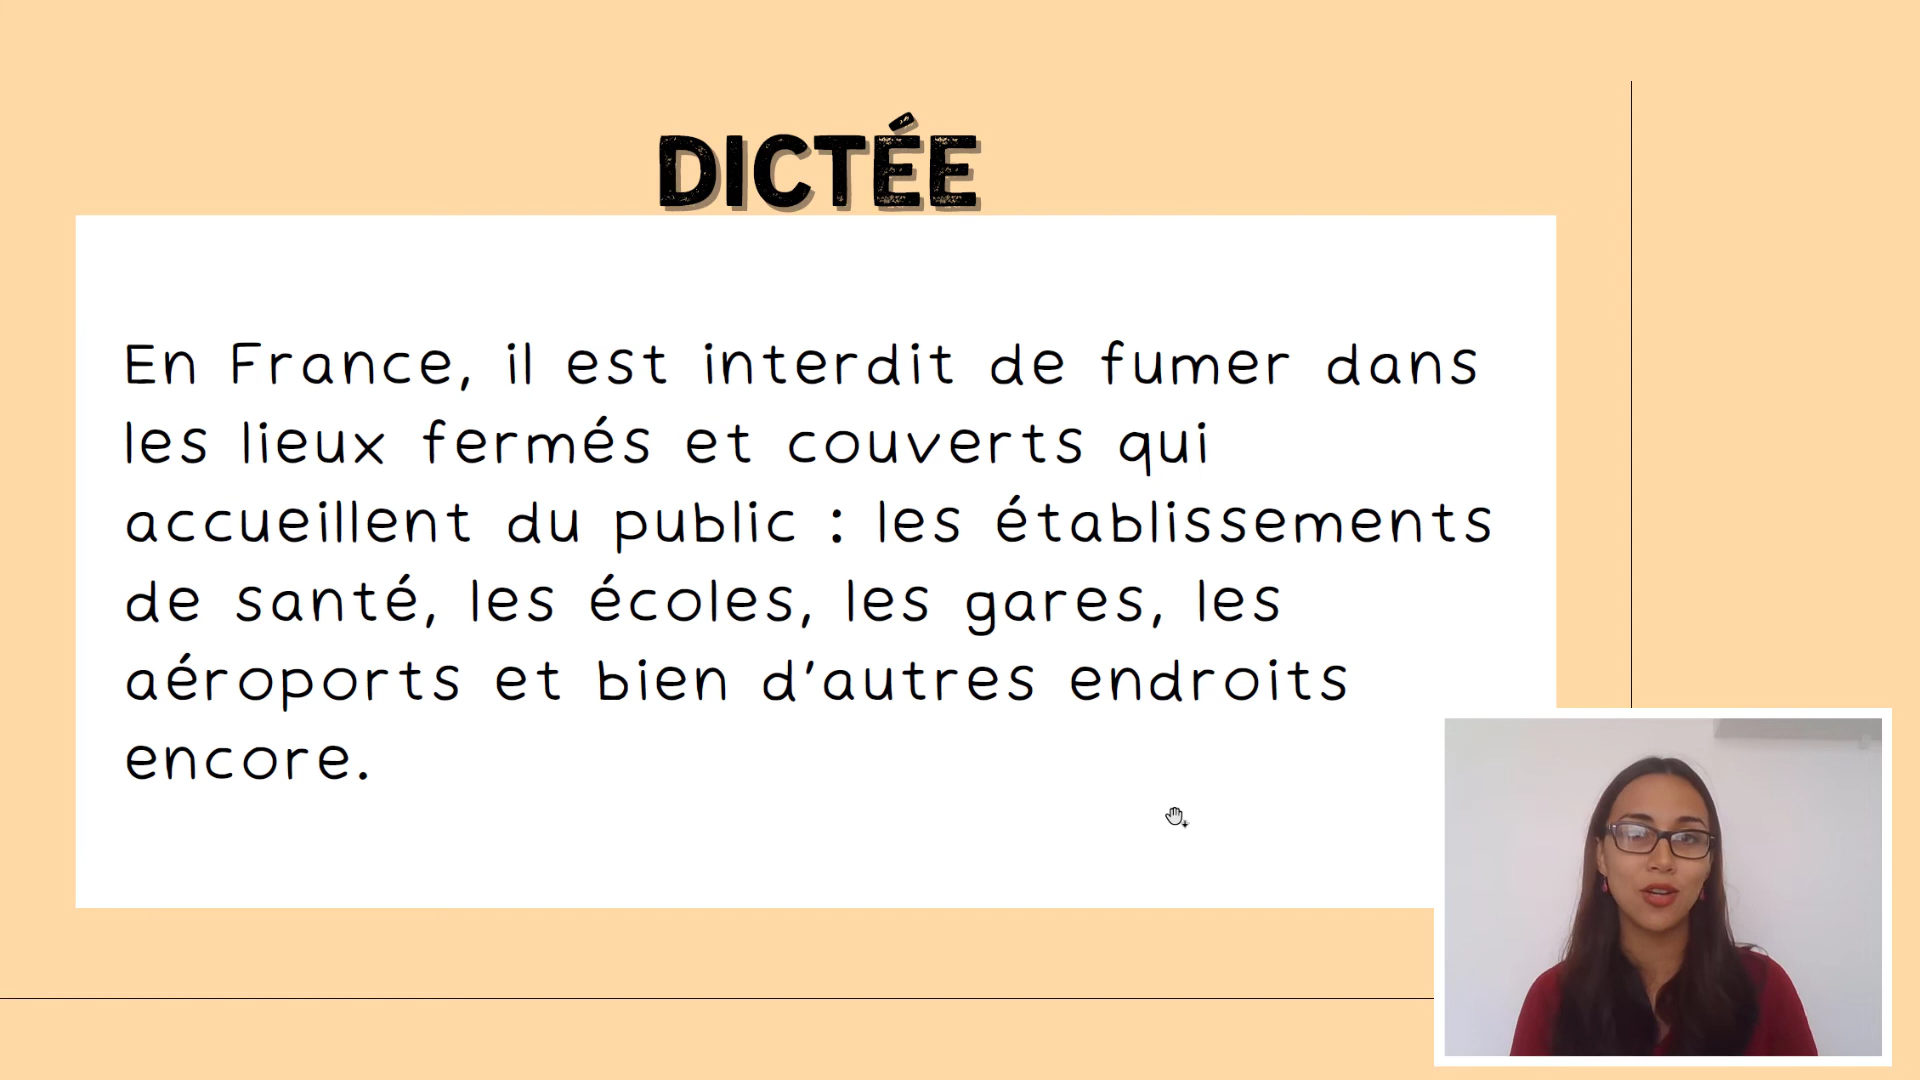 DICTÉE
En France, il est interdit de fumer dans
les lieux fermés et couverts qui
accueillent du public : les établissements
de santé, les écoles, les gares, les
aéroports et bien d’autres endroits
encore.